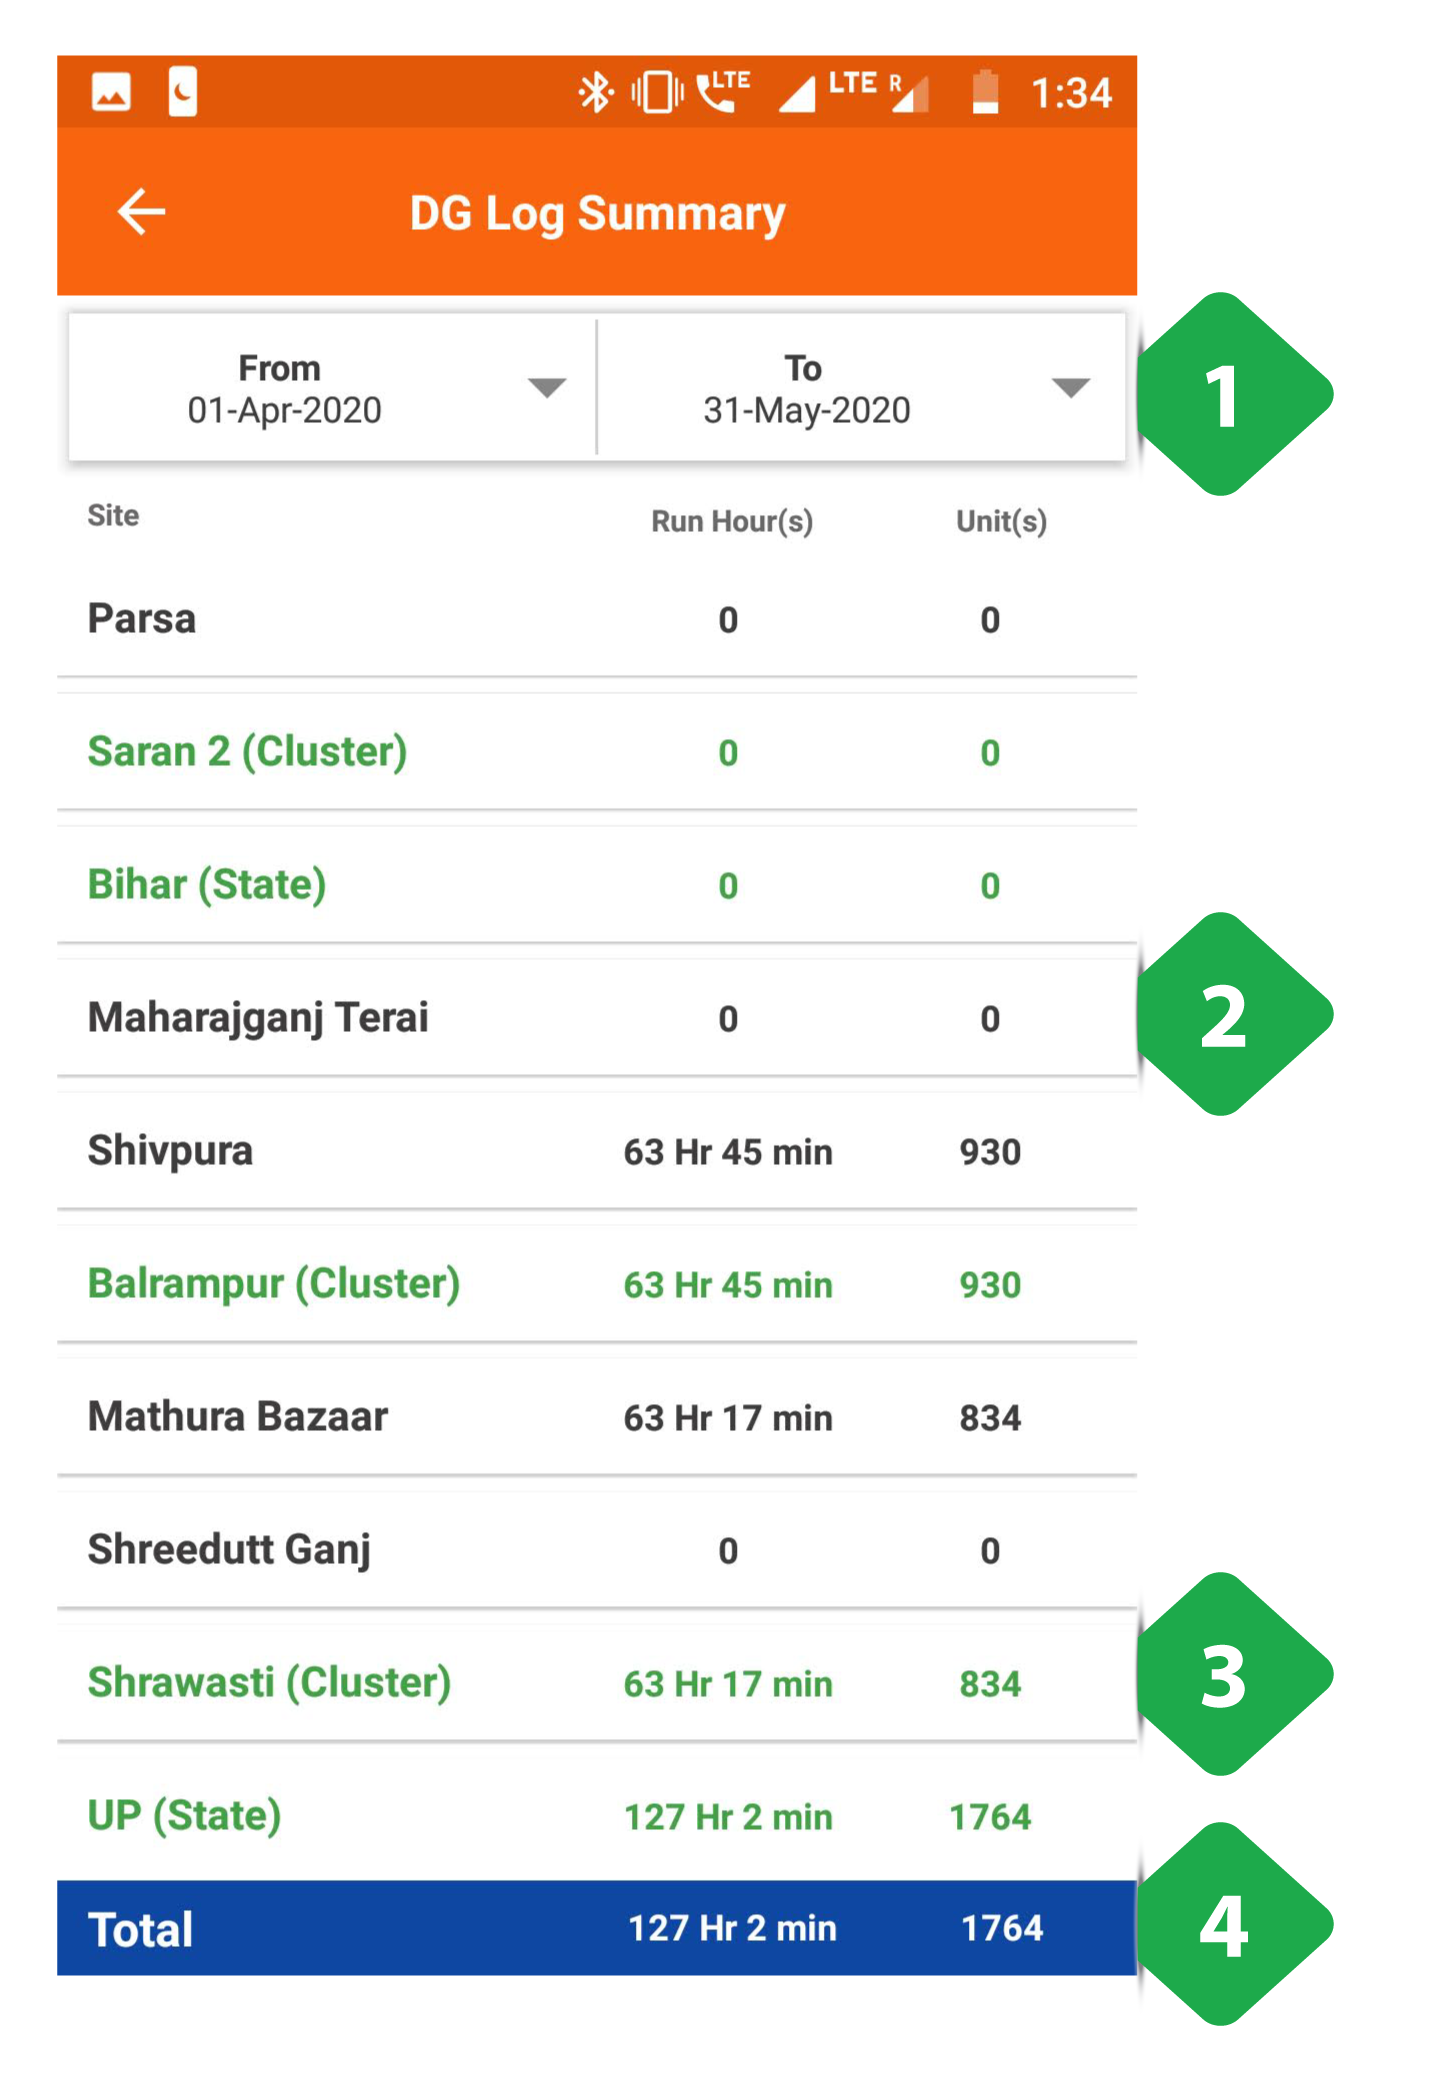 LTE LTE R 1:34
DG Log Summary
From To
01-Apr-2020 31-May-2020
1
Site Run Hour(s) Unit(s)
Parsa 0 0
Saran 2 (Cluster) 0 0
Bihar (State) 0 0
Maharajganj Terai 0 0
2
Shivpura 63 Hr 45 min 930
Balrampur (Cluster) 63 Hr 45 min 930
Mathura Bazaar 63 Hr 17 min 834
Shreedutt Ganj 0 0
Shrawasti (Cluster) 63 Hr 17 min 834
3
UP (State) 127 Hr 2 min 1764
Total 127 Hr 2 min 1764
4